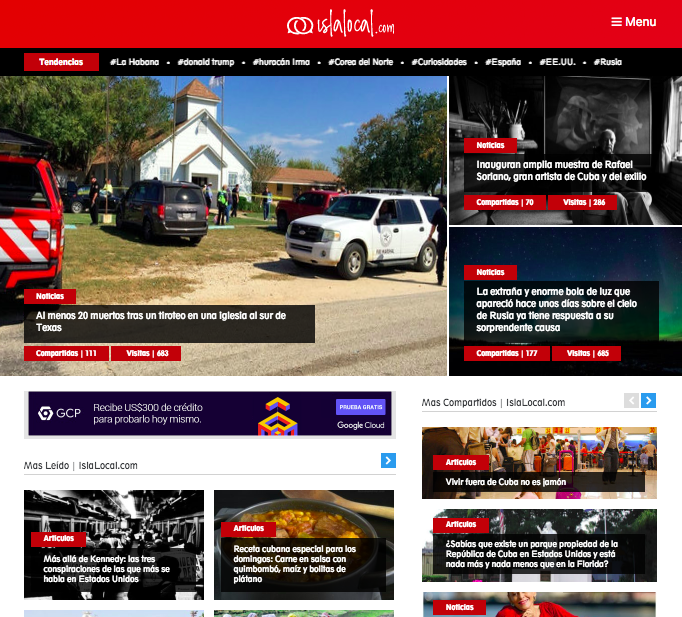 islalocal.com
Menu
Tendencias #La Habana • #donald trump • #huracán Irma • #Corea del Norte • #Curiosidades • #España • #EE.UU. • #Rusia
Noticias
Al menos 20 muertos tras un tiroteo en una iglesia al sur de
Texas
Compartidas | 111 Visitas | 683
Noticias
Inauguran amplia muestra de Rafael
Soriano, gran artista de Cuba y del exilio
Compartidas | 70 Visitas | 286
Noticias
La extraña y enorme bola de luz que
apareció hace unos días sobre el cielo
de Rusia ya tiene respuesta a su
sorprendente causa
Compartidas | 177 Visitas | 685
GCP
Recibe US$300 de crédito
para probarlo hoy mismo.
PRUEBA GRATIS
Google Cloud
Mas Leído | IslaLocal.com
Artículos
Más allá de Kennedy: las tres
conspiraciones de las que más se
habla en Estados Unidos
Artículos
Receta cubana especial para los
domingos: Carne en salsa con
quimbombó, maíz y bolitas de
plátano
Mas Compartidos | IslaLocal.com
Artículos
Vivir fuera de Cuba no es jamón
Artículos
¿Sabías que existe un parque propiedad de la
República de Cuba en Estados Unidos y está
nada más y nada menos que en la Florida?
Noticias